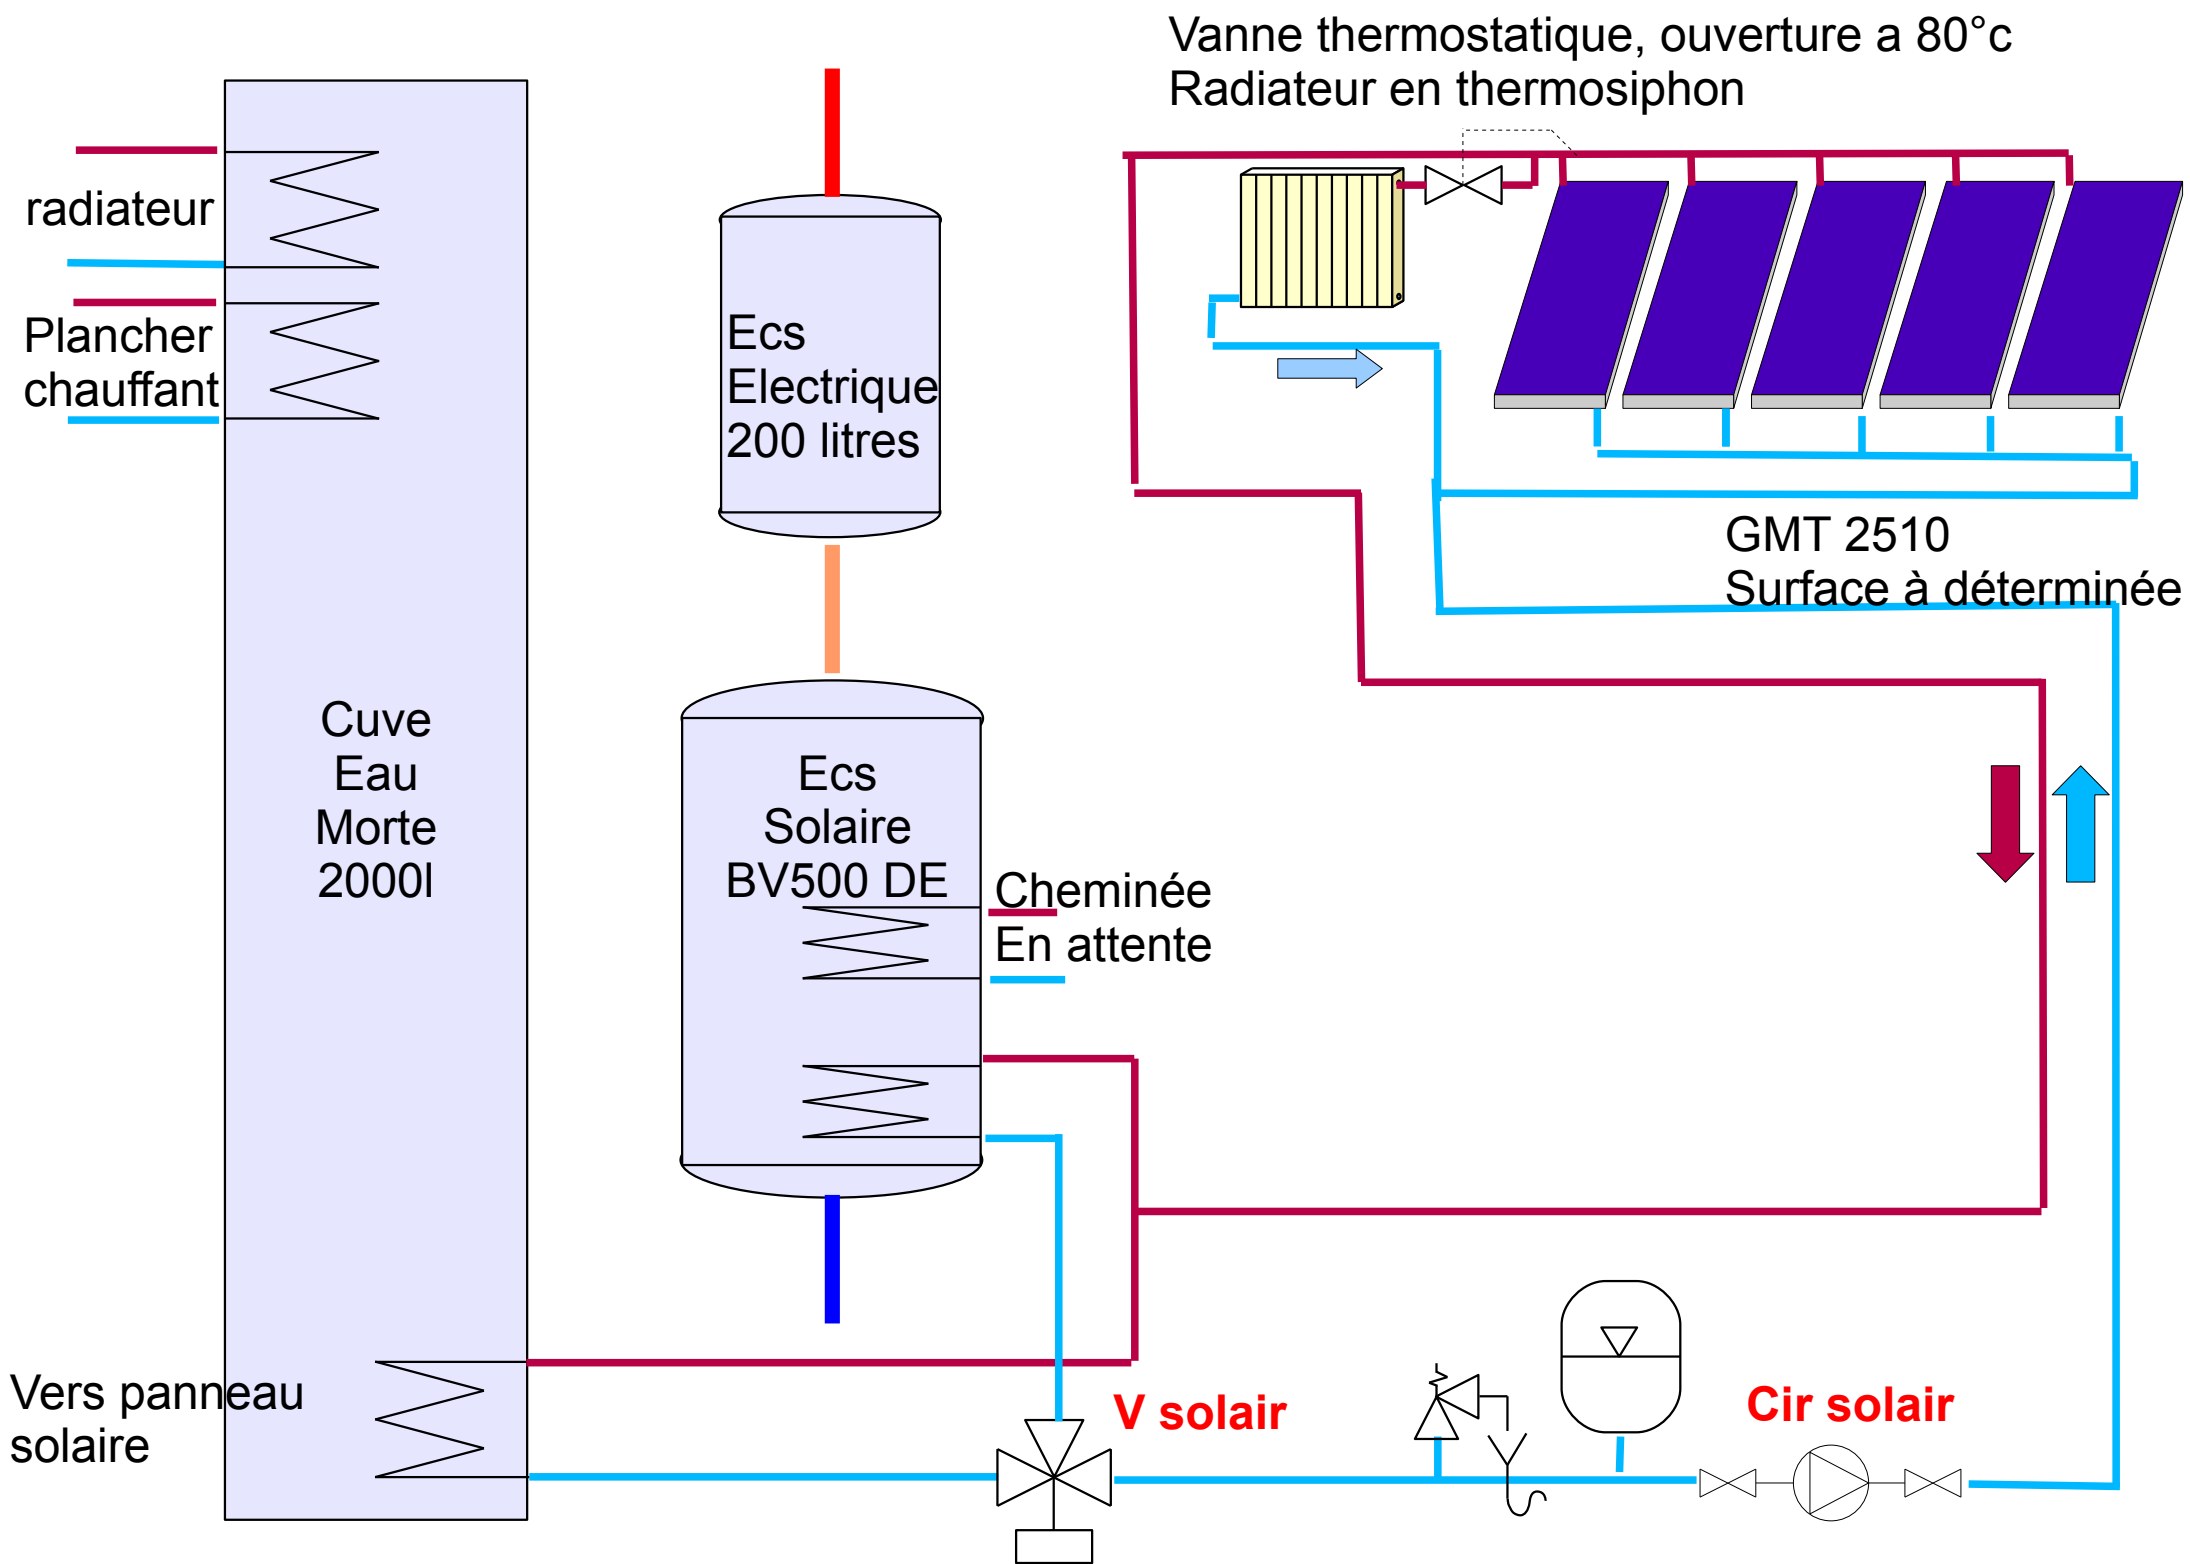 Vanne thermostatique, ouverture a 80°c
Radiateur en thermosiphon
radiateur
Plancher
chauffant
Ecs
Electrique
200 litres
GMT 2510
Surface à déterminée
Cuve
Eau
Morte
2000l
Ecs
Solaire
BV500 DE
Cheminée
En attente
Vers panneau
solaire
V solair
Cir solair